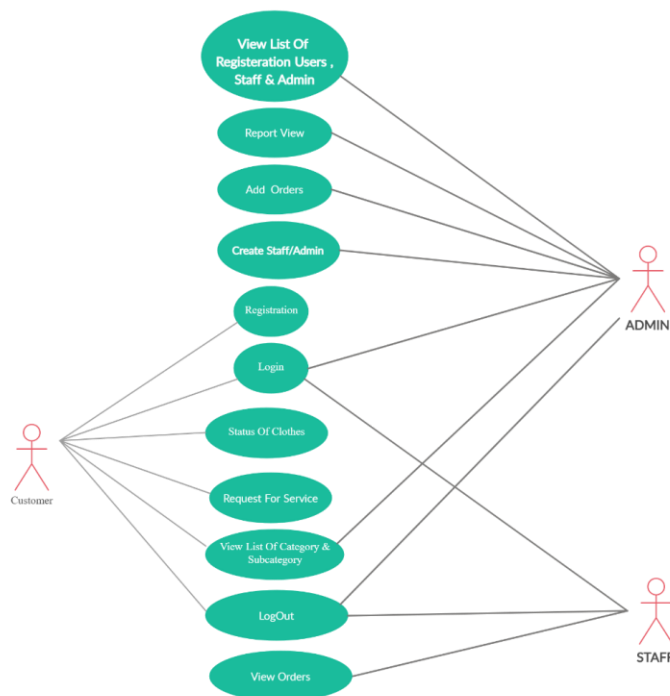 View List Of
Registeration Users ,
Staff & Admin
Report View
Add Orders
Create Staff/Admin
Registration
Login
Status Of Clothes
Request For Service
View List Of Category &
Subcategory
LogOut
View Orders
Customer
ADMIN
STAFF